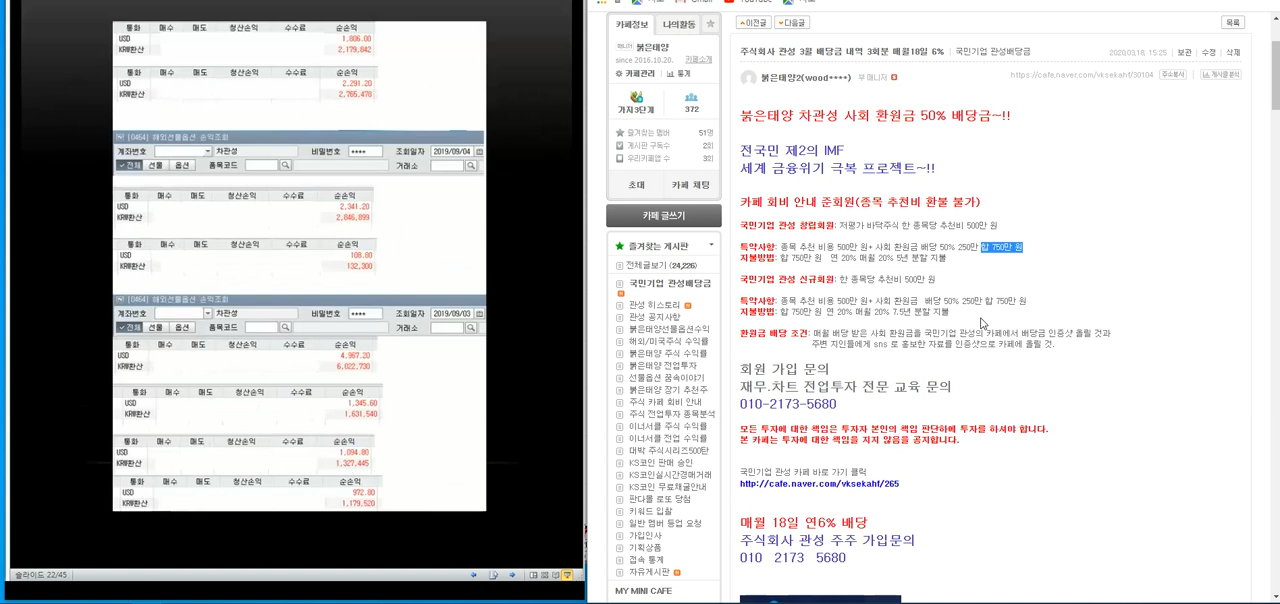 통화 매수 매도 청산손익 수수료 순손익
USD 1,806.00
KRW환산 2,179,842
통화 매수 매도 청산손익 수수료 순손익
USD 2,291.20
KRW환산 2,765,478
[0464] 해외선물옵션 손익조회
계좌번호 차관성 비밀번호 **** 조회일자 2019/09/04
전체 선물 옵션 품목코드 거래소
통화 매수 매도 청산손익 수수료 순손익
USD 2,341.20
KRW환산 2,846,899
통화 매수 매도 청산손익 수수료 순손익
USD 108.80
KRW환산 132,300
[0464] 해외선물옵션 손익조회
계좌번호 차관성 비밀번호 **** 조회일자 2019/09/03
전체 선물 옵션 품목코드 거래소
통화 매수 매도 청산손익 수수료 순손익
USD 4,967.20
KRW환산 6,022,730
통화 매수 매도 청산손익 수수료 순손익
USD 1,345.60
KRW환산 1,631,540
통화 매수 매도 청산손익 수수료 순손익
USD 1,094.80
KRW환산 1,327,445
통화 매수 매도 청산손익 수수료 순손익
USD 972.80
KRW환산 1,179,520
슬라이드 22/45
카페정보 나의활동
매니저 붉은태양
since 2016.10.20. 카페소개
카페관리 통계
가지3단계 372
즐겨찾는 멤버 51명
게시판 구독수 2회
우리카페앱 수 3회
초대 카페 채팅
카페 글쓰기
즐겨찾는 게시판
전체글보기 (24,226)
국민기업 관성배당금
관성 히스토리
관성 공지사항
붉은태양선물옵션수익
해외/미국주식 수익률
붉은태양 주식 수익률
붉은태양 전업투자
선물옵션 꿈속이야기
붉은태양 장기 추천주
주식 카페 회비 안내
주식 전업투자 종목분석
이너서클 주식 수익률
이너서클 전업 수익률
대박 주식시리즈500탄
KS코인 판매 승인
KS코인실시간경매거래
KS코인 무료채굴안내
판다몰 로또 당첨
키워드 입찰
일반 멤버 등업 요청
가입인사
기획상품
접속 통계
자유게시판
MY MINI CAFE
이전글 다음글 목록
주식회사 관성 3월 배당금 내역 3회분 매월18일 6% | 국민기업 관성배당금 2020.03.18. 15:25 보관 수정 삭제
붉은태양2(wood****) 부매니저 https://cafe.naver.com/vksekahf/30104 주소복사 게시글 분석
붉은태양 차관성 사회 환원금 50% 배당금~!!
전국민 제2의 IMF
세계 금융위기 극복 프로젝트~!!
카페 회비 안내 준회원(종목 추천비 환불 불가)
국민기업 관성 창립회원: 저평가 바닥주식 한 종목당 추천비 500만 원
특약사항: 종목 추천 비용 500만 원+ 사회 환원금 배당 50% 250만 합 750만 원
지불방법: 합 750만 원 연 20% 매월 20% 5년 분할 지불
국민기업 관성 신규회원: 한 종목당 추천비 500만 원
특약사항: 종목 추천 비용 500만 원+ 사회 환원금 배당 50% 250만 합 750만 원
지불방법: 합 750만 원 연 20% 매월 20% 7.5년 분할 지불
환원금 배당 조건: 매월 배당 받은 사회 환원금을 국민기업 관성의 카페에서 배당금 인증샷 올릴 것과
주변 지인들에게 sns 로 홍보한 자료를 인증샷으로 카페에 올릴 것.
회원 가입 문의
재무.차트 전업투자 전문 교육 문의
010-2173-5680
모든 투자에 대한 책임은 투자자 본인의 책임 판단하에 투자를 하셔야 합니다.
본 카페는 투자에 대한 책임을 지지 않음을 공지합니다.
국민기업 관성 카페 바로 가기 클릭
http://cafe.naver.com/vksekahf/265
매월 18일 연6% 배당
주식회사 관성 주주 가입문의
010 2173 5680